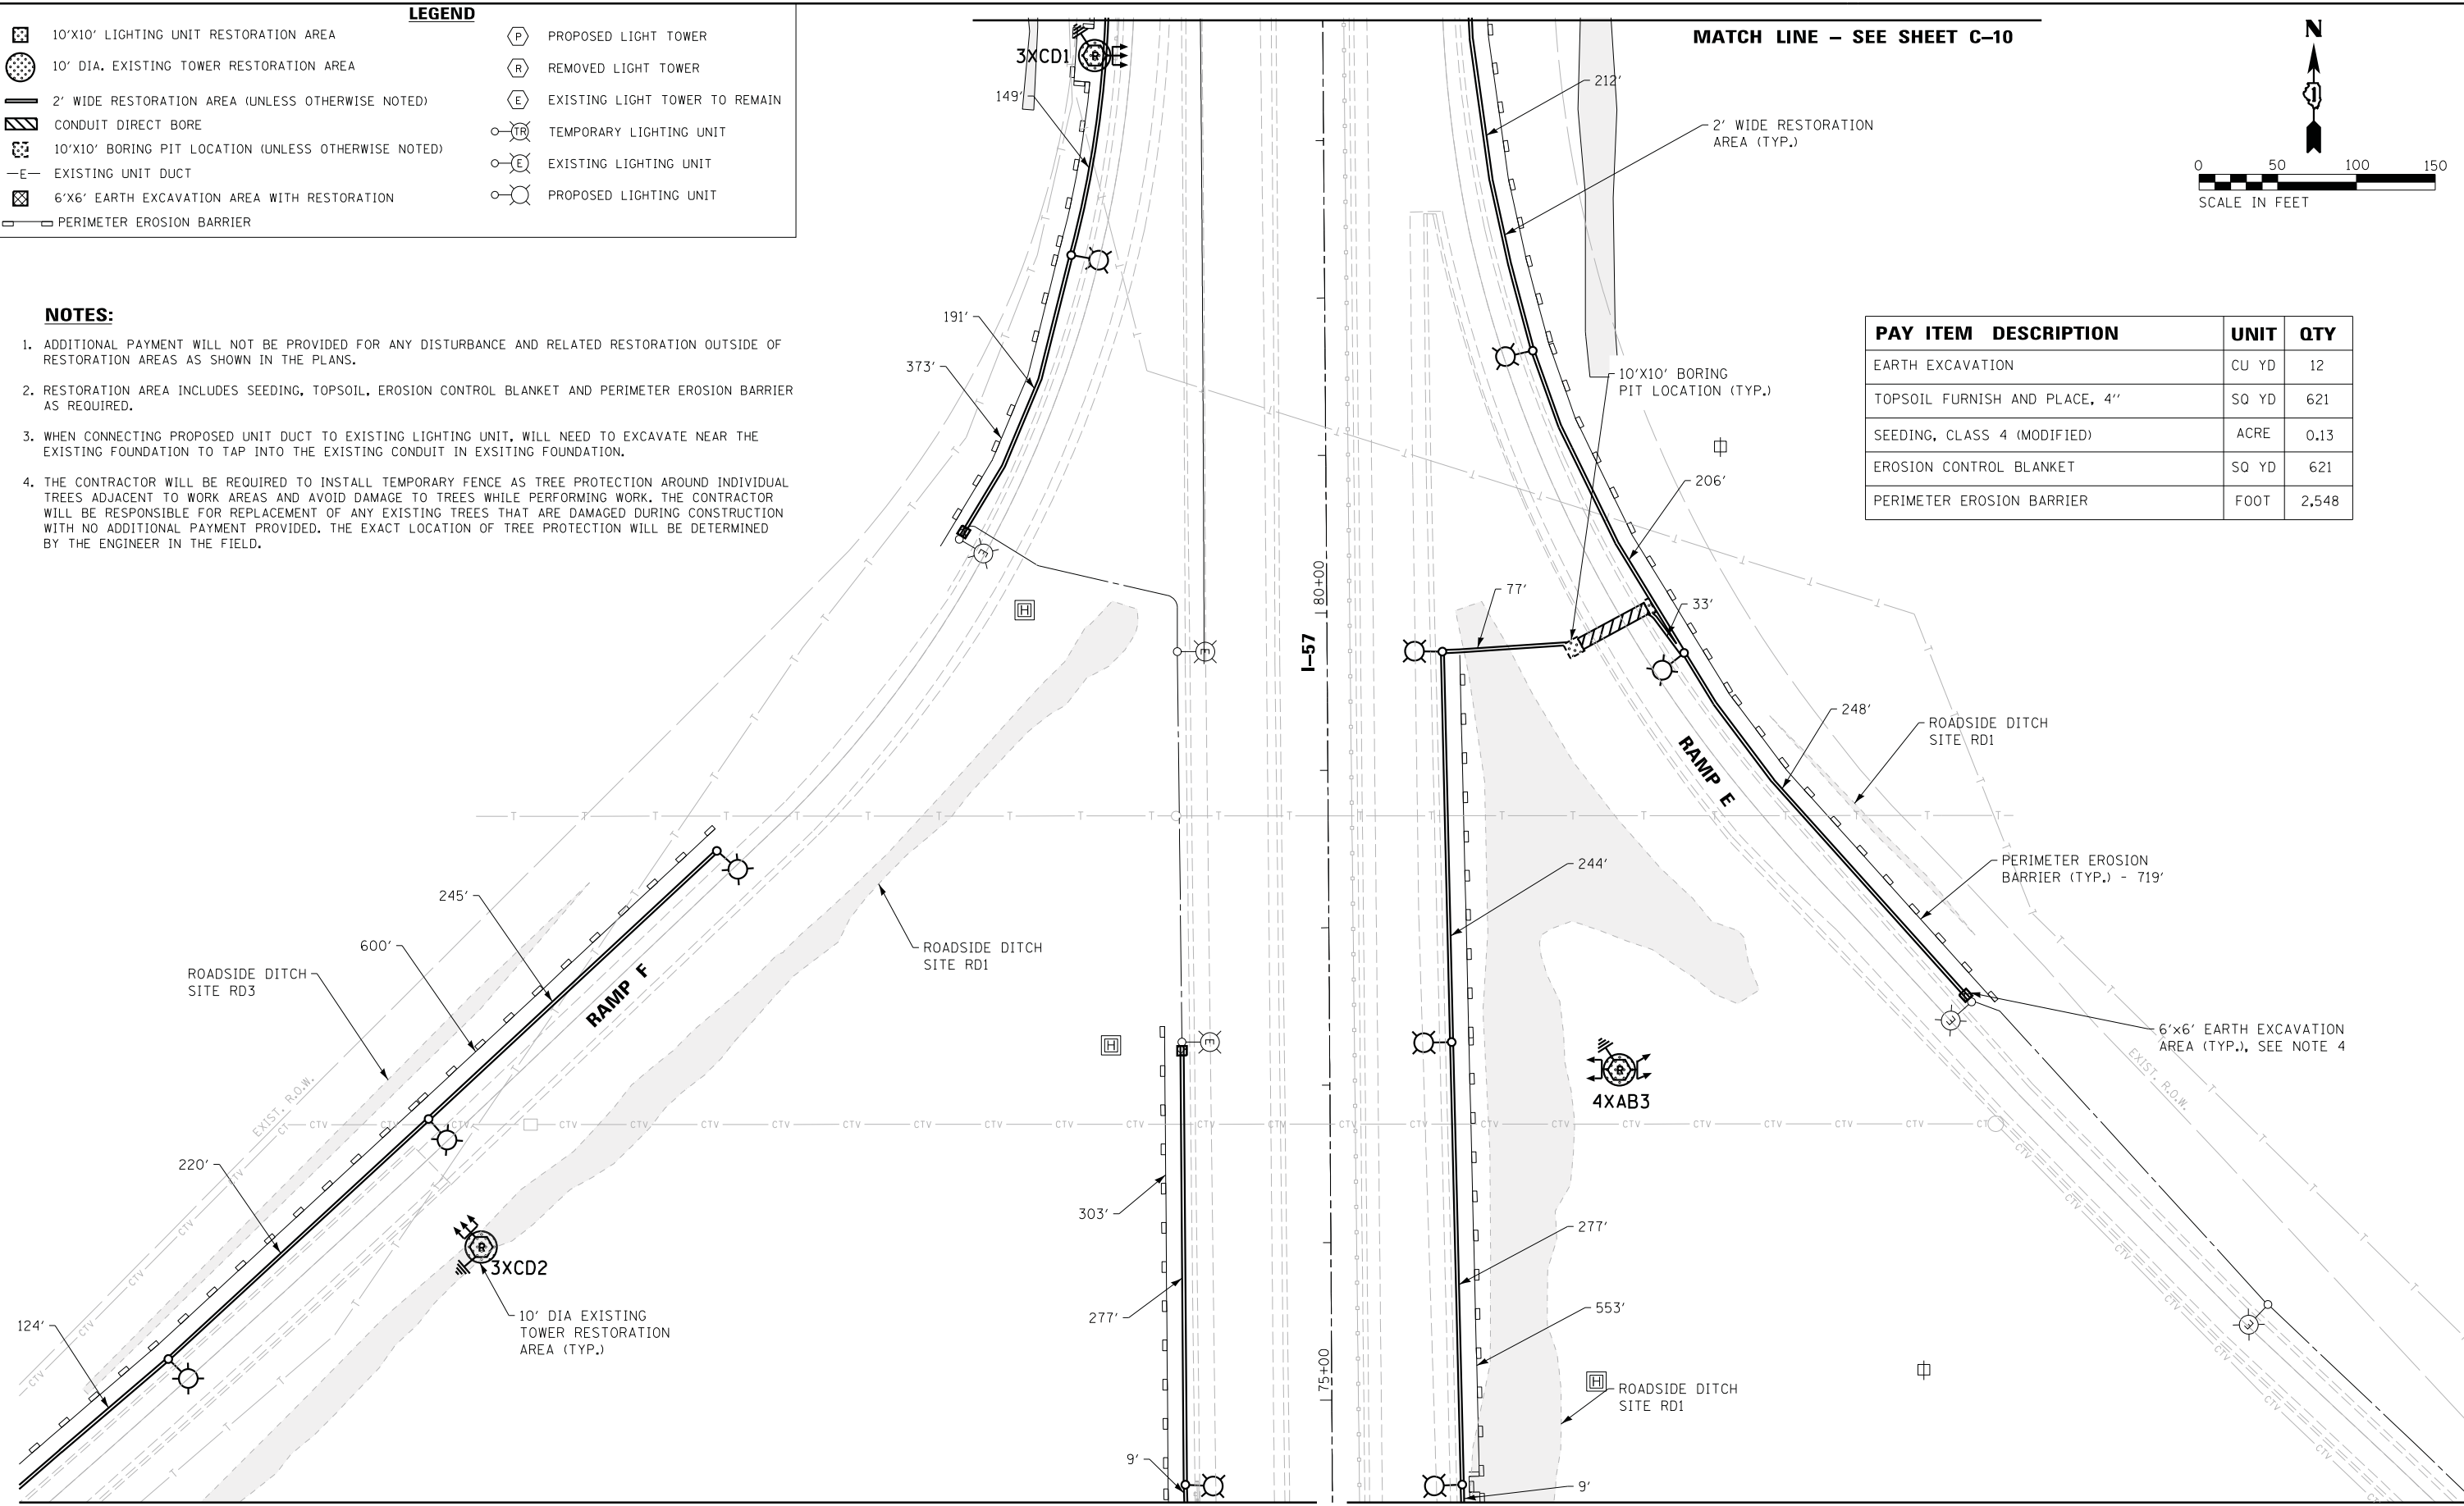 LEGEND
10'X10' LIGHTING UNIT RESTORATION AREA
10' DIA. EXISTING TOWER RESTORATION AREA
2' WIDE RESTORATION AREA (UNLESS OTHERWISE NOTED)
CONDUIT DIRECT BORE
10'X10' BORING PIT LOCATION (UNLESS OTHERWISE NOTED)
—E— EXISTING UNIT DUCT
6'X6' EARTH EXCAVATION AREA WITH RESTORATION
PERIMETER EROSION BARRIER
P PROPOSED LIGHT TOWER
R REMOVED LIGHT TOWER
E EXISTING LIGHT TOWER TO REMAIN
TR TEMPORARY LIGHTING UNIT
E EXISTING LIGHTING UNIT
PROPOSED LIGHTING UNIT
NOTES:
1. ADDITIONAL PAYMENT WILL NOT BE PROVIDED FOR ANY DISTURBANCE AND RELATED RESTORATION OUTSIDE OF
RESTORATION AREAS AS SHOWN IN THE PLANS.
2. RESTORATION AREA INCLUDES SEEDING, TOPSOIL, EROSION CONTROL BLANKET AND PERIMETER EROSION BARRIER
AS REQUIRED.
3. WHEN CONNECTING PROPOSED UNIT DUCT TO EXISTING LIGHTING UNIT, WILL NEED TO EXCAVATE NEAR THE
EXISTING FOUNDATION TO TAP INTO THE EXISTING CONDUIT IN EXSITING FOUNDATION.
4. THE CONTRACTOR WILL BE REQUIRED TO INSTALL TEMPORARY FENCE AS TREE PROTECTION AROUND INDIVIDUAL
TREES ADJACENT TO WORK AREAS AND AVOID DAMAGE TO TREES WHILE PERFORMING WORK. THE CONTRACTOR
WILL BE RESPONSIBLE FOR REPLACEMENT OF ANY EXISTING TREES THAT ARE DAMAGED DURING CONSTRUCTION
WITH NO ADDITIONAL PAYMENT PROVIDED. THE EXACT LOCATION OF TREE PROTECTION WILL BE DETERMINED
BY THE ENGINEER IN THE FIELD.
MATCH LINE – SEE SHEET C–10
N
0 50 100 150
SCALE IN FEET
PAY ITEM DESCRIPTION UNIT QTY
EARTH EXCAVATION CU YD 12
TOPSOIL FURNISH AND PLACE, 4'' SQ YD 621
SEEDING, CLASS 4 (MODIFIED) ACRE 0.13
EROSION CONTROL BLANKET SQ YD 621
PERIMETER EROSION BARRIER FOOT 2,548
3XCD1
R
149'
191'
373'
212'
2' WIDE RESTORATION
AREA (TYP.)
10'X10' BORING
PIT LOCATION (TYP.)
206'
77'
33'
80+00
I–57
H
E
E
248'
ROADSIDE DITCH
SITE RD1
RAMP E
PERIMETER EROSION
BARRIER (TYP.) - 719'
244'
245'
600'
ROADSIDE DITCH
SITE RD3
RAMP F
ROADSIDE DITCH
SITE RD1
H
E
E
R
4XAB3
6'x6' EARTH EXCAVATION
AREA (TYP.), SEE NOTE 4
EXIST. R.O.W.
EXIST. R.O.W.
CTV CTV CTV CTV CTV CTV CTV CTV CTV CTV CTV CTV CTV
220'
303'
277'
R
3XCD2
10' DIA EXISTING
TOWER RESTORATION
AREA (TYP.)
277'
553'
124'
E
75+00
H
ROADSIDE DITCH
SITE RD1
9'
9'